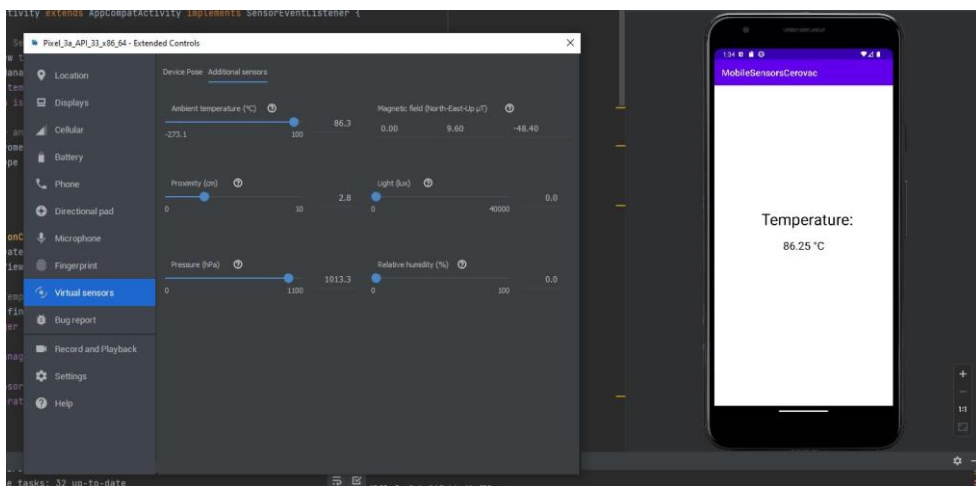 tivity extends AppCompatActivity implements SensorEventListener {
Pixel_3a_API_33_x86_64 - Extended Controls
Location
Displays
Cellular
Battery
Phone
Directional pad
Microphone
Fingerprint
Virtual sensors
Bug report
Record and Playback
Settings
Help
Device Pose Additional sensors
Ambient temperature (°C)
86.3
-273.1 100
Magnetic field (North-East-Up μT)
0.00 9.60 -48.40
Proximity (cm)
2.8
0 10
Light (lux)
0.0
0 40000
Pressure (hPa)
1013.3
0 1100
Relative humidity (%)
0.0
0 100
1:34
MobileSensorsCerovac
Temperature:
86.25 °C
1:1
e tasks: 32 up-to-date